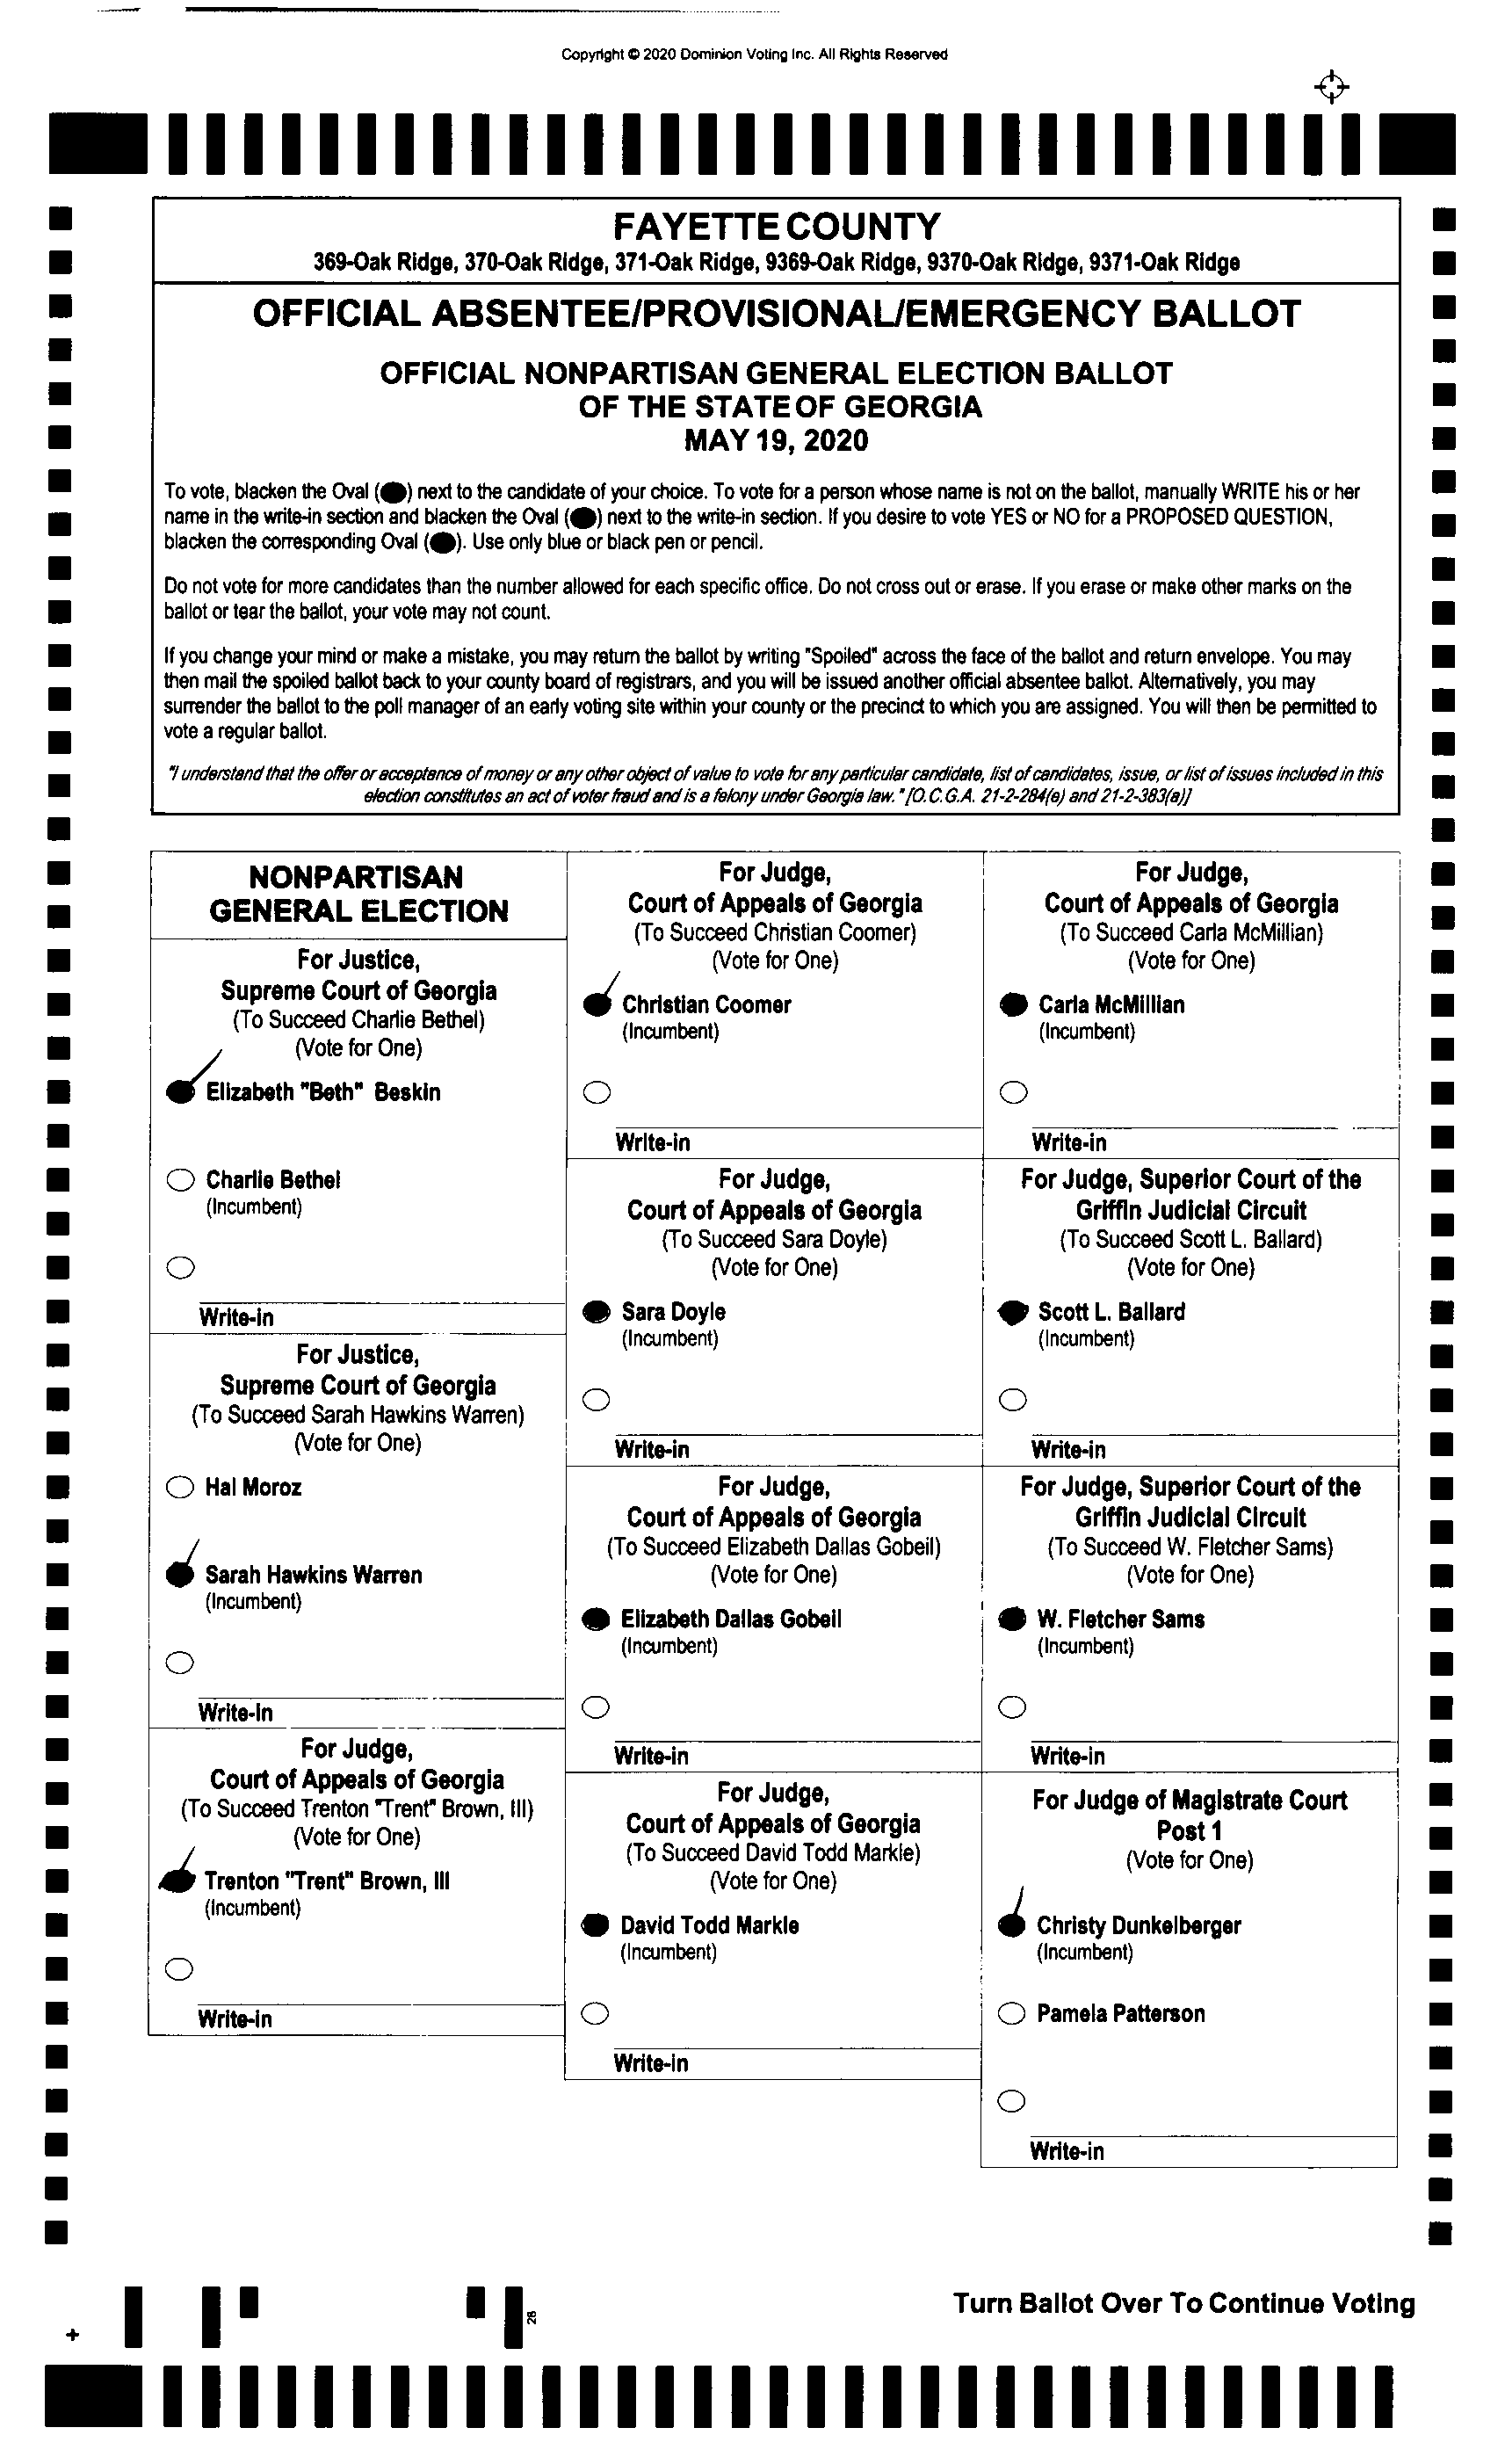 Copyright © 2020 Dominion Voting Inc. All Rights Reserved
FAYETTE COUNTY
369-Oak Ridge, 370-Oak Ridge, 371-Oak Ridge, 9369-Oak Ridge, 9370-Oak Ridge, 9371-Oak Ridge
OFFICIAL ABSENTEE/PROVISIONAL/EMERGENCY BALLOT
OFFICIAL NONPARTISAN GENERAL ELECTION BALLOT
OF THE STATE OF GEORGIA
MAY 19, 2020
To vote, blacken the Oval (●) next to the candidate of your choice. To vote for a person whose name is not on the ballot, manually WRITE his or her
name in the write-in section and blacken the Oval (●) next to the write-in section. If you desire to vote YES or NO for a PROPOSED QUESTION,
blacken the corresponding Oval (●). Use only blue or black pen or pencil.
Do not vote for more candidates than the number allowed for each specific office. Do not cross out or erase. If you erase or make other marks on the
ballot or tear the ballot, your vote may not count.
If you change your mind or make a mistake, you may return the ballot by writing "Spoiled" across the face of the ballot and return envelope. You may
then mail the spoiled ballot back to your county board of registrars, and you will be issued another official absentee ballot. Alternatively, you may
surrender the ballot to the poll manager of an early voting site within your county or the precinct to which you are assigned. You will then be permitted to
vote a regular ballot.
"I understand that the offer or acceptance of money or any other object of value to vote for any particular candidate, list of candidates, issue, or list of issues included in this
election constitutes an act of voter fraud and is a felony under Georgia law." [O.C.G.A. 21-2-284(e) and 21-2-383(a)]
NONPARTISAN
GENERAL ELECTION
For Justice,
Supreme Court of Georgia
(To Succeed Charlie Bethel)
(Vote for One)
Elizabeth "Beth" Beskin
Charlie Bethel
(Incumbent)
Write-in
For Justice,
Supreme Court of Georgia
(To Succeed Sarah Hawkins Warren)
(Vote for One)
Hal Moroz
Sarah Hawkins Warren
(Incumbent)
Write-in
For Judge,
Court of Appeals of Georgia
(To Succeed Trenton "Trent" Brown, III)
(Vote for One)
Trenton "Trent" Brown, III
(Incumbent)
Write-in
For Judge,
Court of Appeals of Georgia
(To Succeed Christian Coomer)
(Vote for One)
Christian Coomer
(Incumbent)
Write-in
For Judge,
Court of Appeals of Georgia
(To Succeed Sara Doyle)
(Vote for One)
Sara Doyle
(Incumbent)
Write-in
For Judge,
Court of Appeals of Georgia
(To Succeed Elizabeth Dallas Gobeil)
(Vote for One)
Elizabeth Dallas Gobeil
(Incumbent)
Write-in
For Judge,
Court of Appeals of Georgia
(To Succeed David Todd Markle)
(Vote for One)
David Todd Markle
(Incumbent)
Write-in
For Judge,
Court of Appeals of Georgia
(To Succeed Carla McMillian)
(Vote for One)
Carla McMillian
(Incumbent)
Write-in
For Judge, Superior Court of the
Griffin Judicial Circuit
(To Succeed Scott L. Ballard)
(Vote for One)
Scott L. Ballard
(Incumbent)
Write-in
For Judge, Superior Court of the
Griffin Judicial Circuit
(To Succeed W. Fletcher Sams)
(Vote for One)
W. Fletcher Sams
(Incumbent)
Write-in
For Judge of Magistrate Court
Post 1
(Vote for One)
Christy Dunkelberger
(Incumbent)
Pamela Patterson
Write-in
Turn Ballot Over To Continue Voting
28